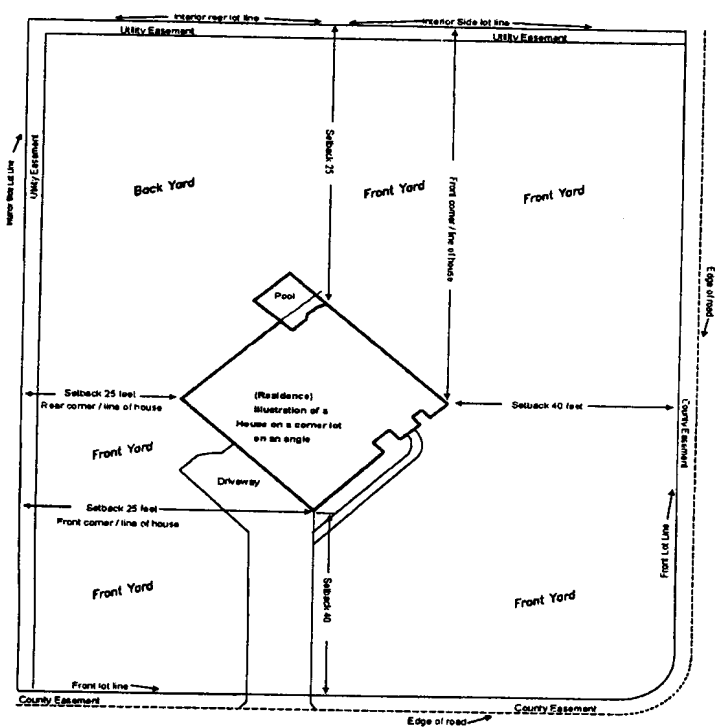 Interior rear lot line
Interior Side lot line
Utility Easement
Utility Easement
Interior Side Lot Line
Utility Easement
Setback 25
Front corner / line of house
Back Yard
Front Yard
Front Yard
Edge of road
Pool
Setback 25 feet
Rear corner / line of house
(Residence)
Illustration of a
House on a corner lot
on an angle
Setback 40 feet
County Easement
Front Yard
Driveway
Setback 25 feet
Front corner / line of house
Front Lot Line
Front Yard
Setback 40
Front Yard
Front lot line
County Easement
County Easement
Edge of road